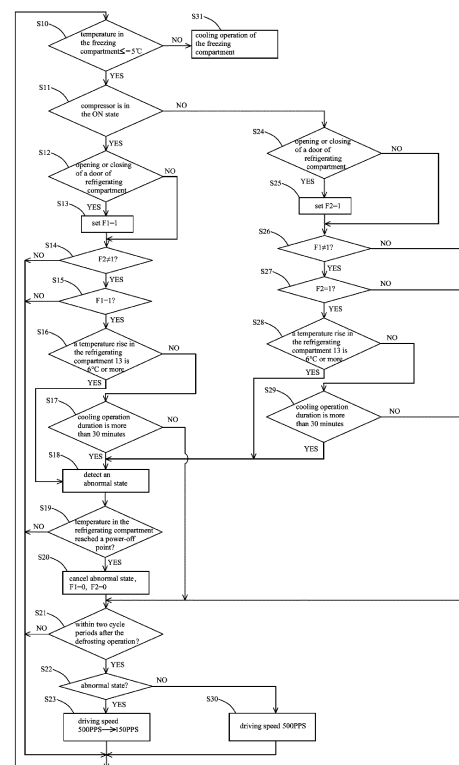 S10
temperature in
the freezing
compartment≦−5℃
NO
S31
cooling operation of
the freezing
compartment
YES
S11
compressor is in
the ON state
NO
YES
S12
opening or closing
of a door of
refrigerating
compartment
NO
YES
S13
set F1=1
S14
F2≠1?
NO
YES
S15
F1=1?
NO
YES
S16
a temperature rise in
the refrigerating
compartment 13 is
6℃ or more
NO
YES
S17
cooling operation
duration is more
than 30 minutes
NO
YES
S18
detect an
abnormal state
S19
temperature in the
refrigerating compartment
reached a power-off
point?
NO
YES
S20
cancel abnormal state,
F1=0, F2=0
S21
within two cycle
periods after the
defrosting operation?
NO
YES
S22
abnormal state?
NO
YES
S23
driving speed
500PPS→150PPS
S30
driving speed 500PPS
S24
opening or closing
of a door of
refrigerating
compartment
NO
YES
S25
set F2=1
S26
F1≠1?
NO
YES
S27
F2=1?
NO
YES
S28
a temperature rise in
the refrigerating
compartment 13 is
6℃ or more
NO
YES
S29
cooling operation
duration is more
than 30 minutes
NO
YES